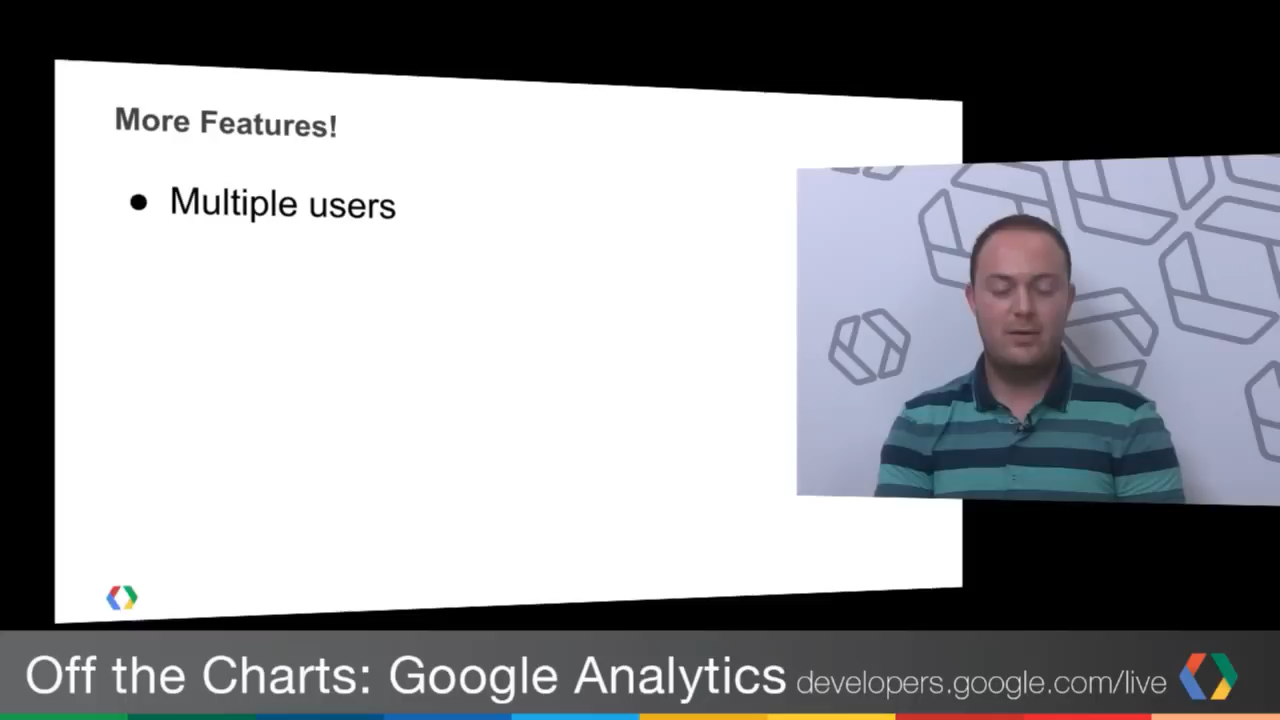 More Features!
● Multiple users
Off the Charts: Google Analytics developers.google.com/live